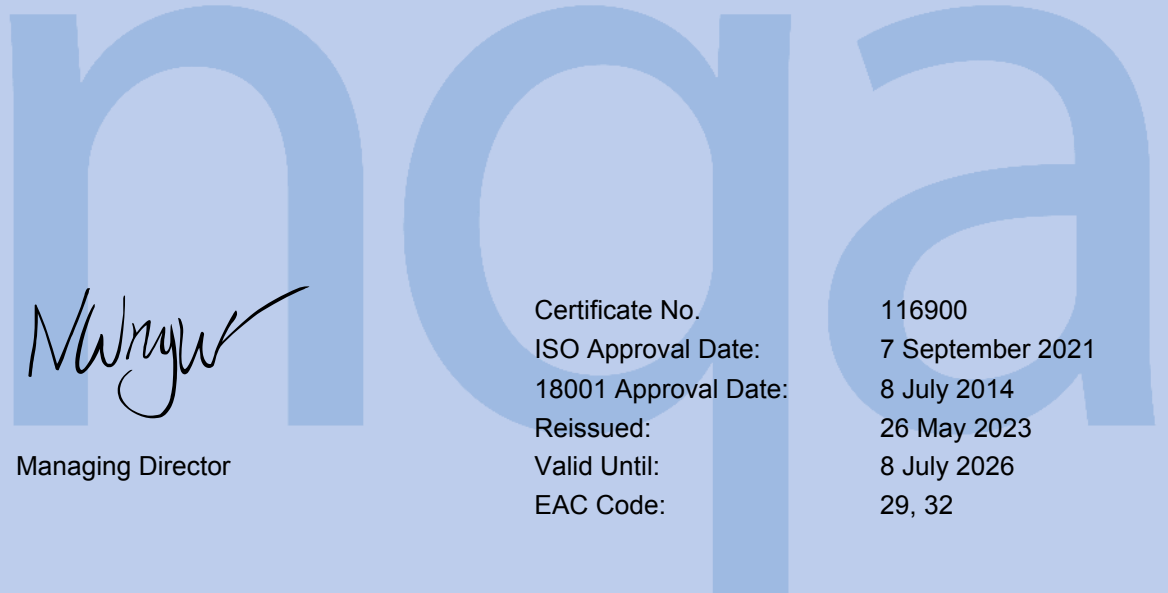 nqa
Certificate No. 116900
ISO Approval Date: 7 September 2021
18001 Approval Date: 8 July 2014
Reissued: 26 May 2023
Managing Director Valid Until: 8 July 2026
EAC Code: 29, 32